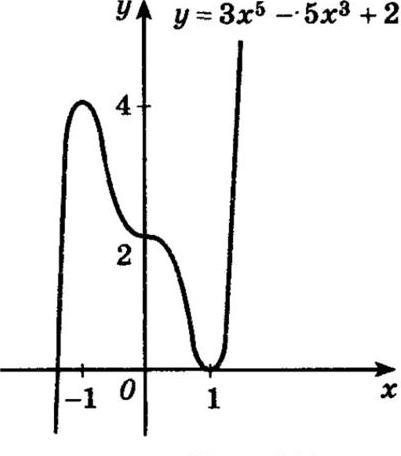 y
y = 3x⁵ – 5x³ + 2
4
2
–1
0
1
x